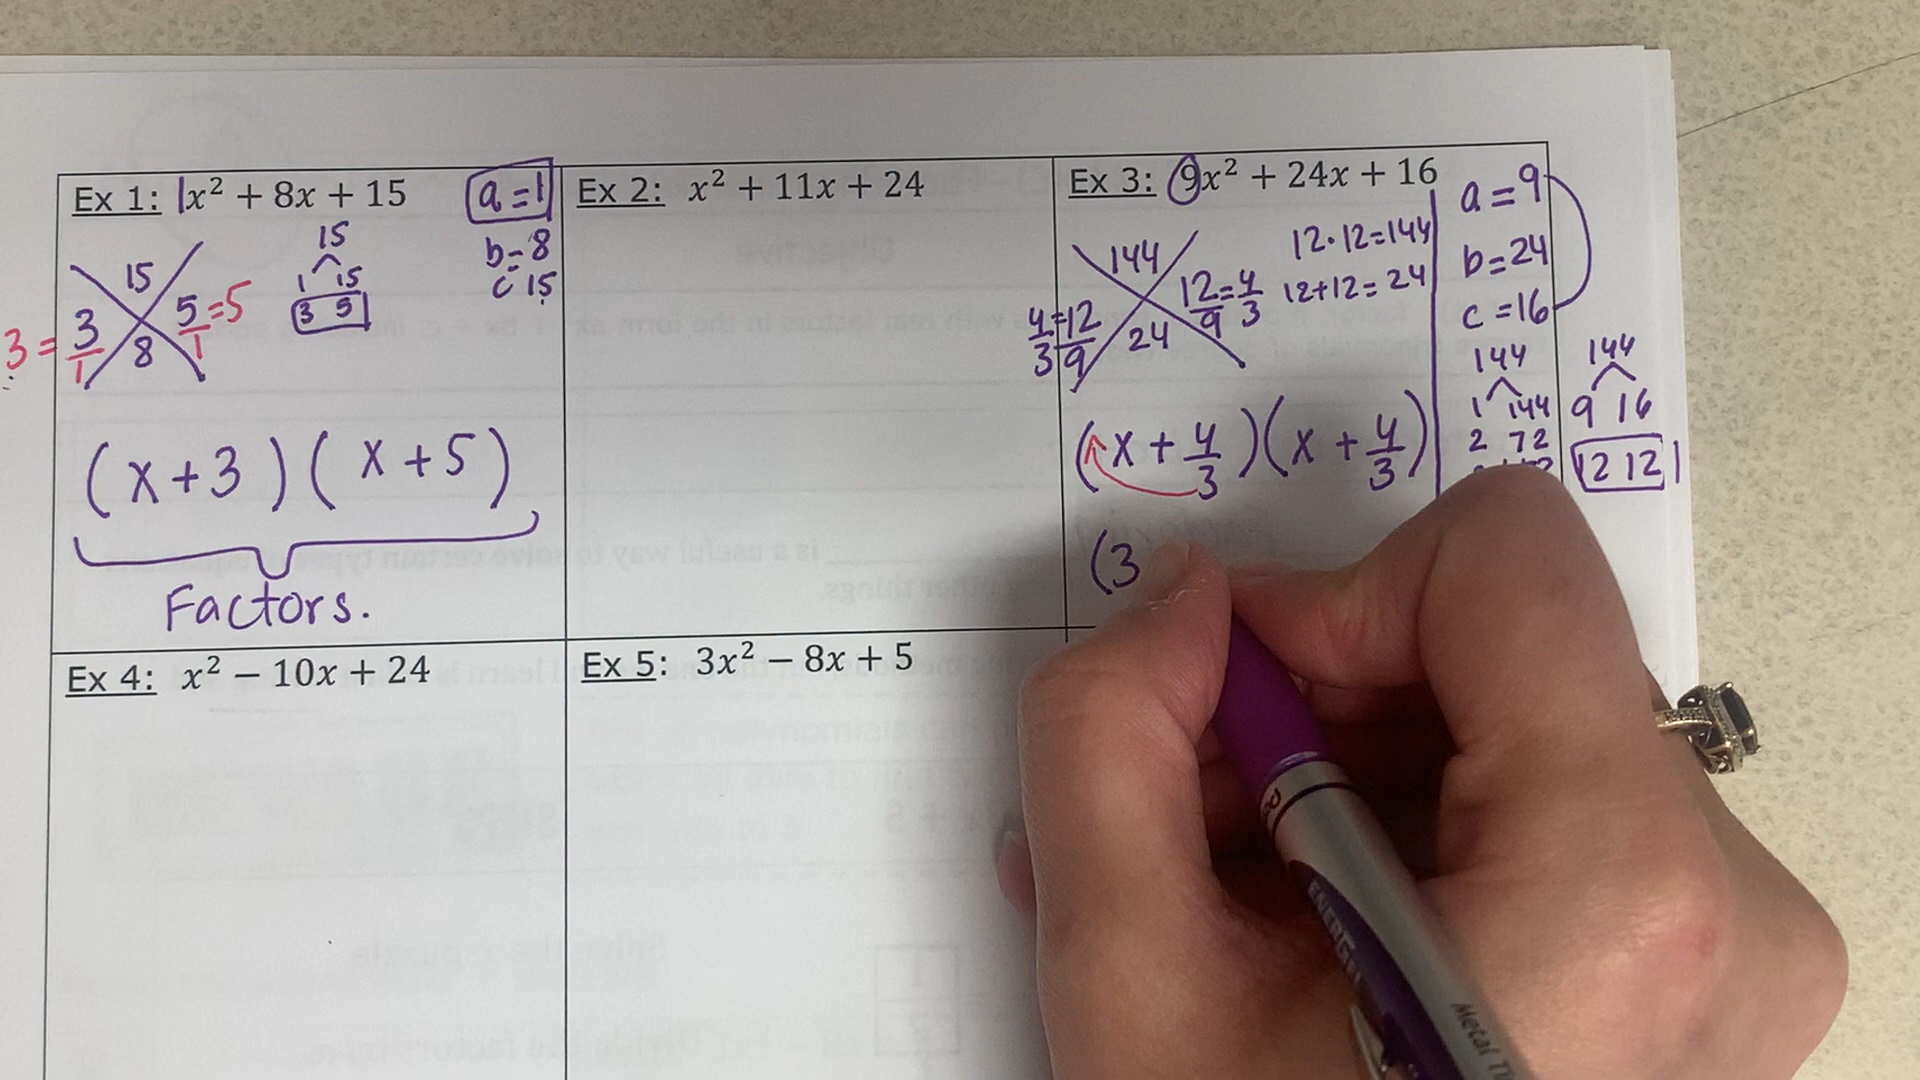 Ex 1: 1x² + 8x + 15
a = 1
b = 8
c 15
15
1 15
3 5
15
3 = 3/1
5/1 = 5
8
(x + 3)(x + 5)
Factors.
Ex 2: x² + 11x + 24
Ex 3: 9x² + 24x + 16
a = 9
b = 24
c = 16
144
12·12=144
12+12=24
4/3 = 12/9
12/9 = 4/3
24
(x + 4/3)(x + 4/3)
(3
144
1 144
2 72
144
9 16
12 12
Ex 4: x² − 10x + 24
Ex 5: 3x² − 8x + 5
ENERGEL
Metal